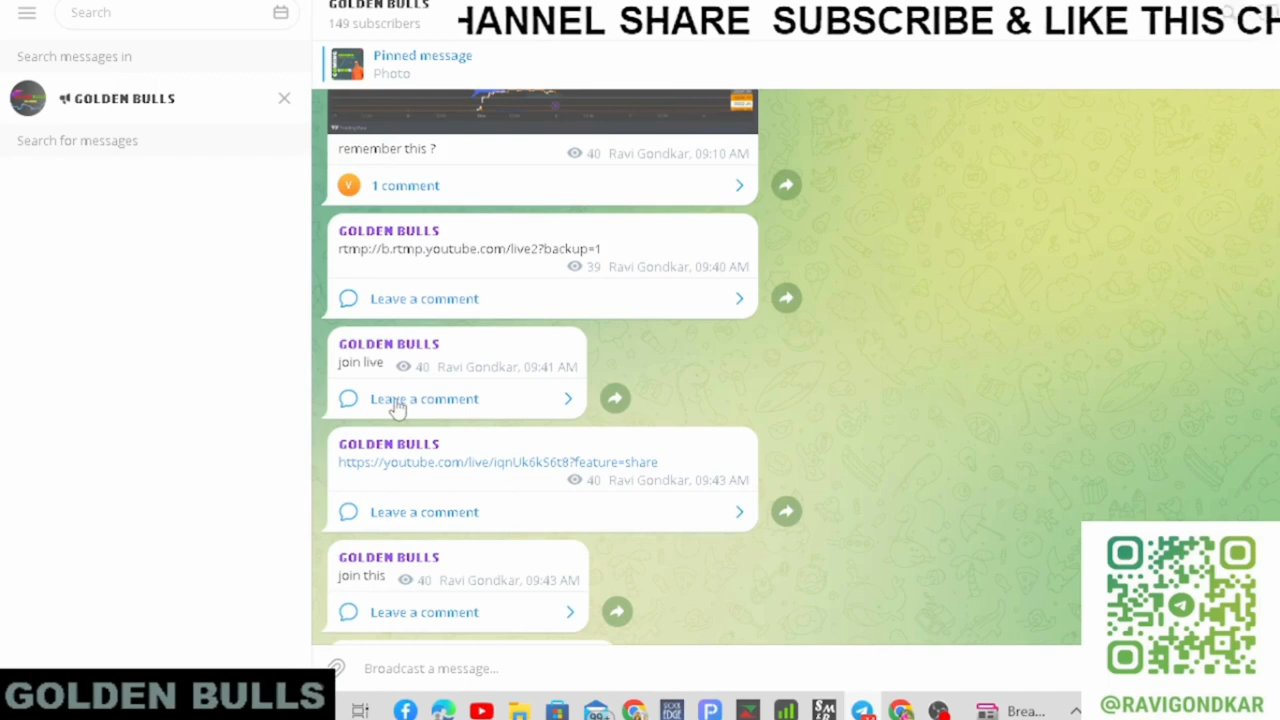 GOLDEN BULLS
149 subscribers
HANNEL SHARE  SUBSCRIBE & LIKE THIS CH
Search
Pinned message
Photo
Search messages in
GOLDEN BULLS
Search for messages
remember this ?
40 Ravi Gondkar, 09:10 AM
V 1 comment
GOLDEN BULLS
rtmp://b.rtmp.youtube.com/live2?backup=1
39 Ravi Gondkar, 09:40 AM
Leave a comment
GOLDEN BULLS
join live 40 Ravi Gondkar, 09:41 AM
Leave a comment
GOLDEN BULLS
https://youtube.com/live/iqnUk6kS6t8?feature=share
40 Ravi Gondkar, 09:43 AM
Leave a comment
GOLDEN BULLS
join this 40 Ravi Gondkar, 09:43 AM
Leave a comment
Broadcast a message...
GOLDEN BULLS
99+
Brea...
@RAVIGONDKAR